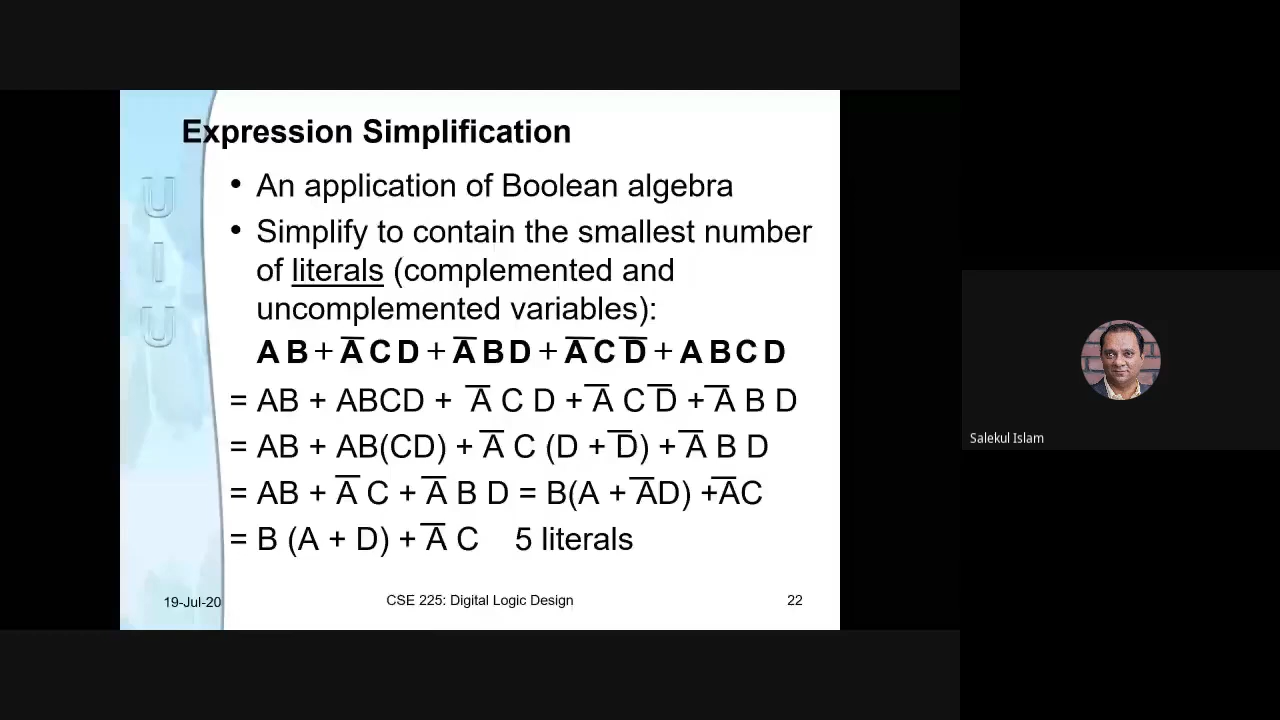 Expression Simplification
• An application of Boolean algebra
• Simplify to contain the smallest number
of literals (complemented and
uncomplemented variables):
A B + A̅ C D + A̅ B D + A̅ C D̅ + A B C D
= AB + ABCD + A̅ C D + A̅ C D̅ + A̅ B D
= AB + AB(CD) + A̅ C (D + D̅) + A̅ B D
= AB + A̅ C + A̅ B D = B(A + A̅D) +A̅C
= B (A + D) + A̅ C 5 literals
U I U
19-Jul-20 CSE 225: Digital Logic Design 22
Salekul Islam